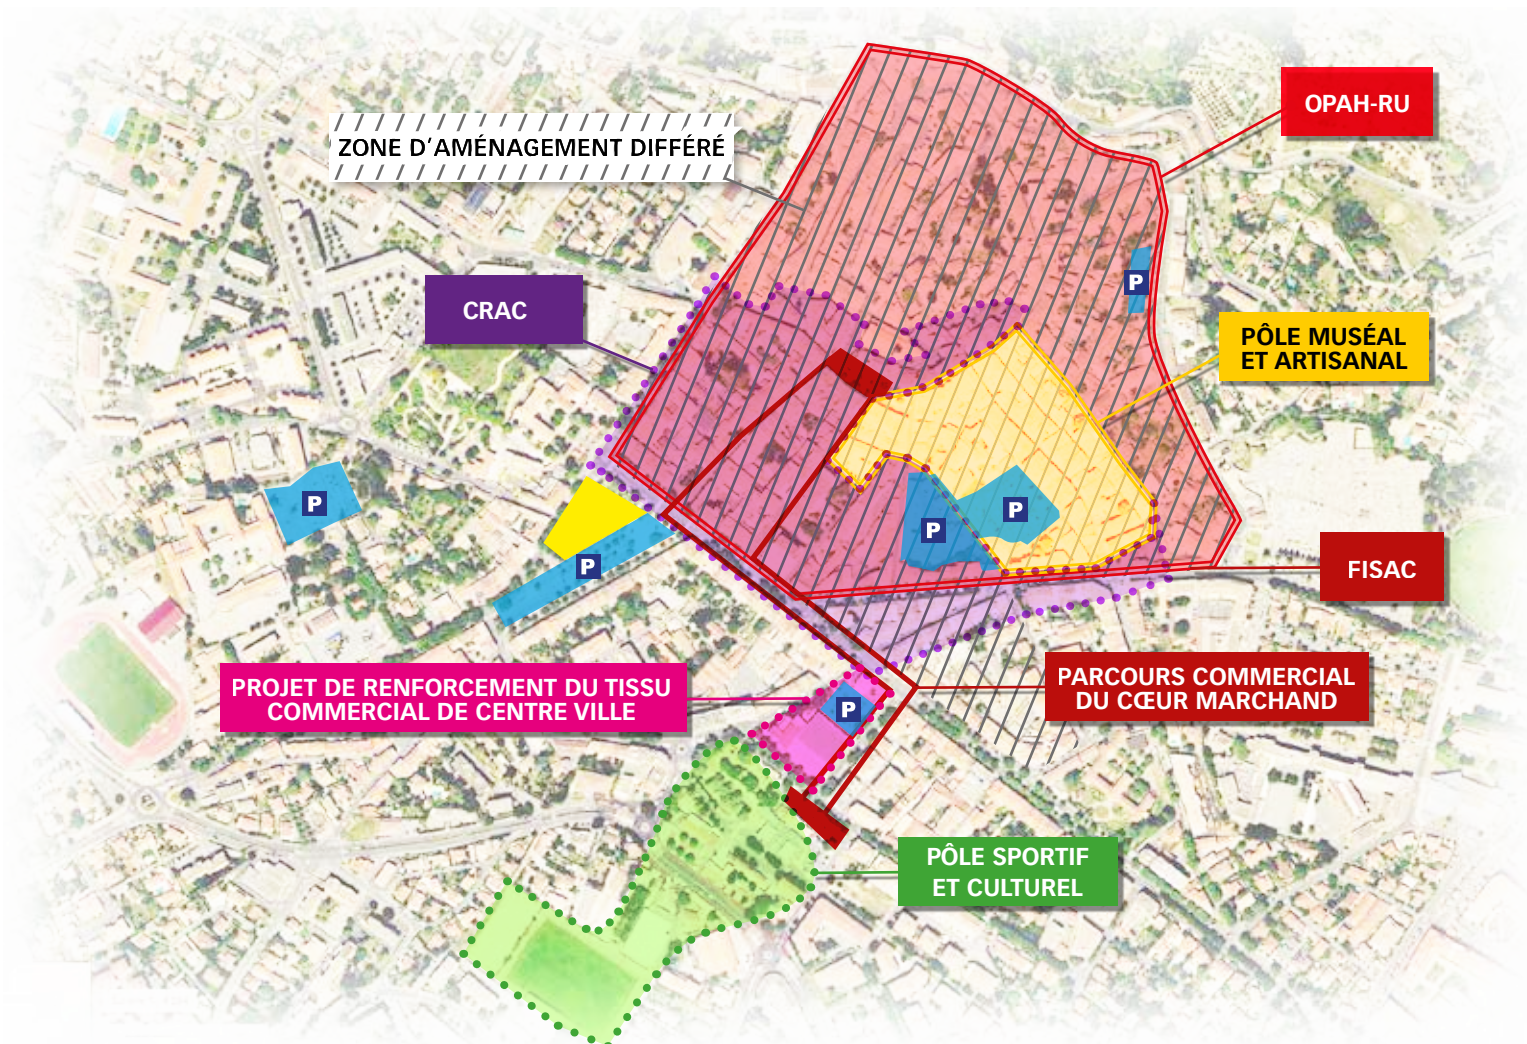 OPAH-RU
ZONE D'AMÉNAGEMENT DIFFÉRÉ
P
CRAC
PÔLE MUSÉAL
ET ARTISANAL
P
P
P
P
FISAC
PROJET DE RENFORCEMENT DU TISSU
COMMERCIAL DE CENTRE VILLE
PARCOURS COMMERCIAL
DU CŒUR MARCHAND
P
PÔLE SPORTIF
ET CULTUREL